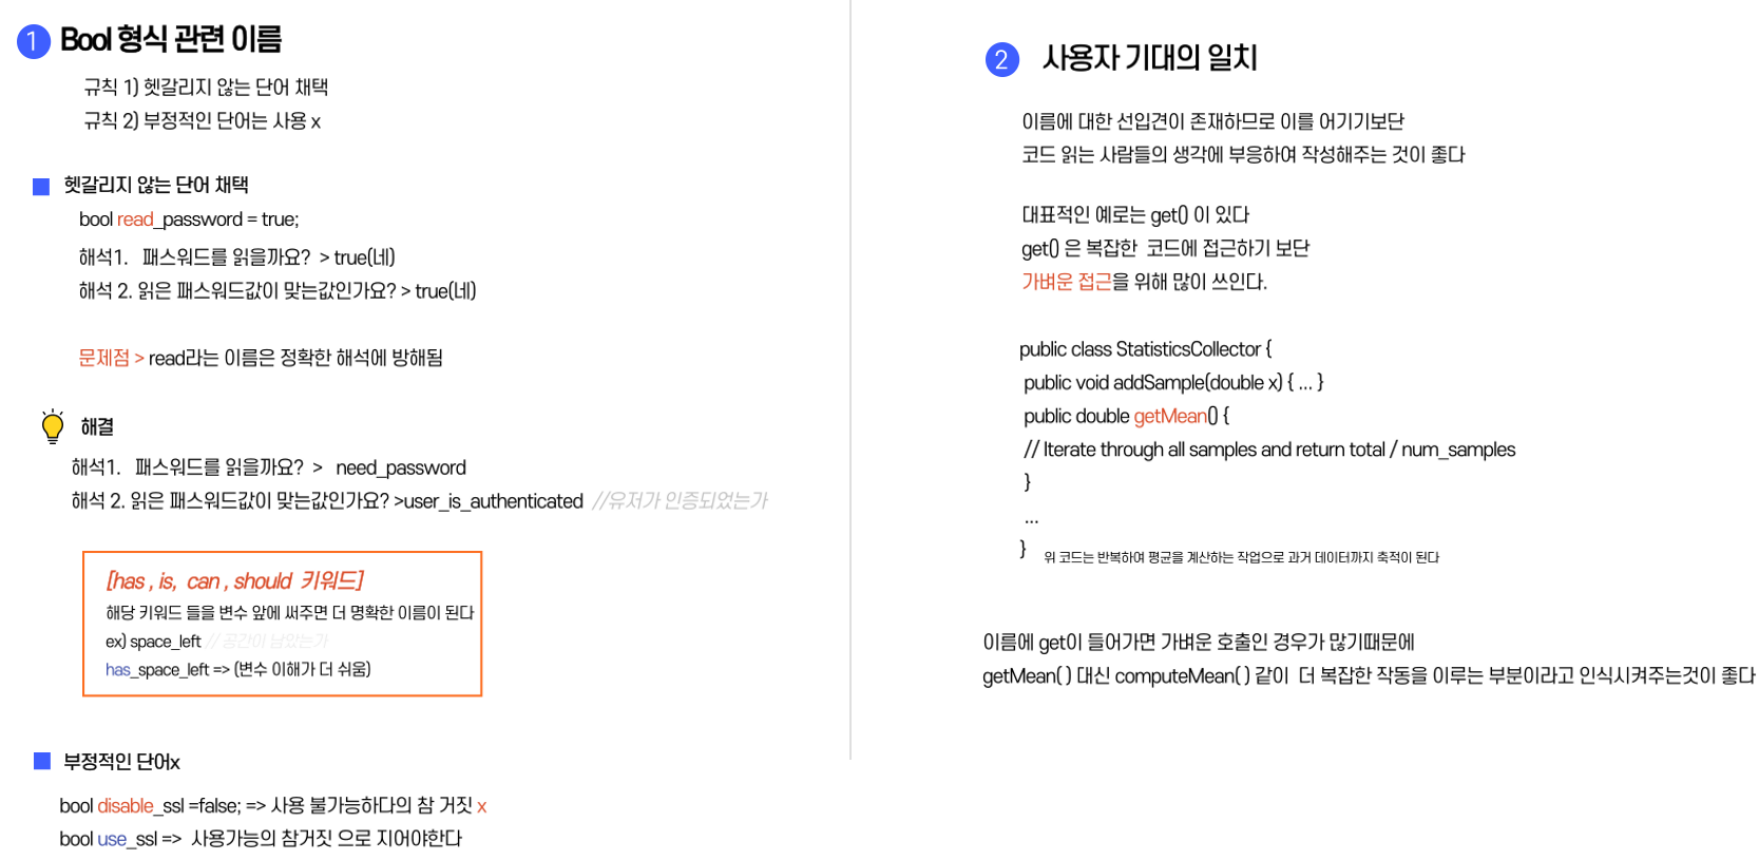 1 Bool 형식 관련 이름
규칙 1) 헷갈리지 않는 단어 채택
규칙 2) 부정적인 단어는 사용 x
헷갈리지 않는 단어 채택
bool read_password = true;
해석1. 패스워드를 읽을까요? > true(네)
해석 2. 읽은 패스워드값이 맞는값인가요? > true(네)
문제점 > read라는 이름은 정확한 해석에 방해됨
해결
해석1. 패스워드를 읽을까요? > need_password
해석 2. 읽은 패스워드값이 맞는값인가요? >user_is_authenticated //유저가 인증되었는가
[has , is, can , should 키워드]
해당 키워드 들을 변수 앞에 써주면 더 명확한 이름이 된다
ex) space_left // 공간이 남았는가
has_space_left => (변수 이해가 더 쉬움)
부정적인 단어x
bool disable_ssl =false; => 사용 불가능하다의 참 거짓 x
bool use_ssl => 사용가능의 참거짓 으로 지어야한다
2 사용자 기대의 일치
이름에 대한 선입견이 존재하므로 이를 어기기보단
코드 읽는 사람들의 생각에 부응하여 작성해주는 것이 좋다
대표적인 예로는 get() 이 있다
get() 은 복잡한 코드에 접근하기 보단
가벼운 접근을 위해 많이 쓰인다.
public class StatisticsCollector {
public void addSample(double x) { ... }
public double getMean() {
// Iterate through all samples and return total / num_samples
}
...
} 위 코드는 반복하여 평균을 계산하는 작업으로 과거 데이터까지 축적이 된다
이름에 get이 들어가면 가벼운 호출인 경우가 많기때문에
getMean( ) 대신 computeMean( ) 같이 더 복잡한 작동을 이루는 부분이라고 인식시켜주는것이 좋다